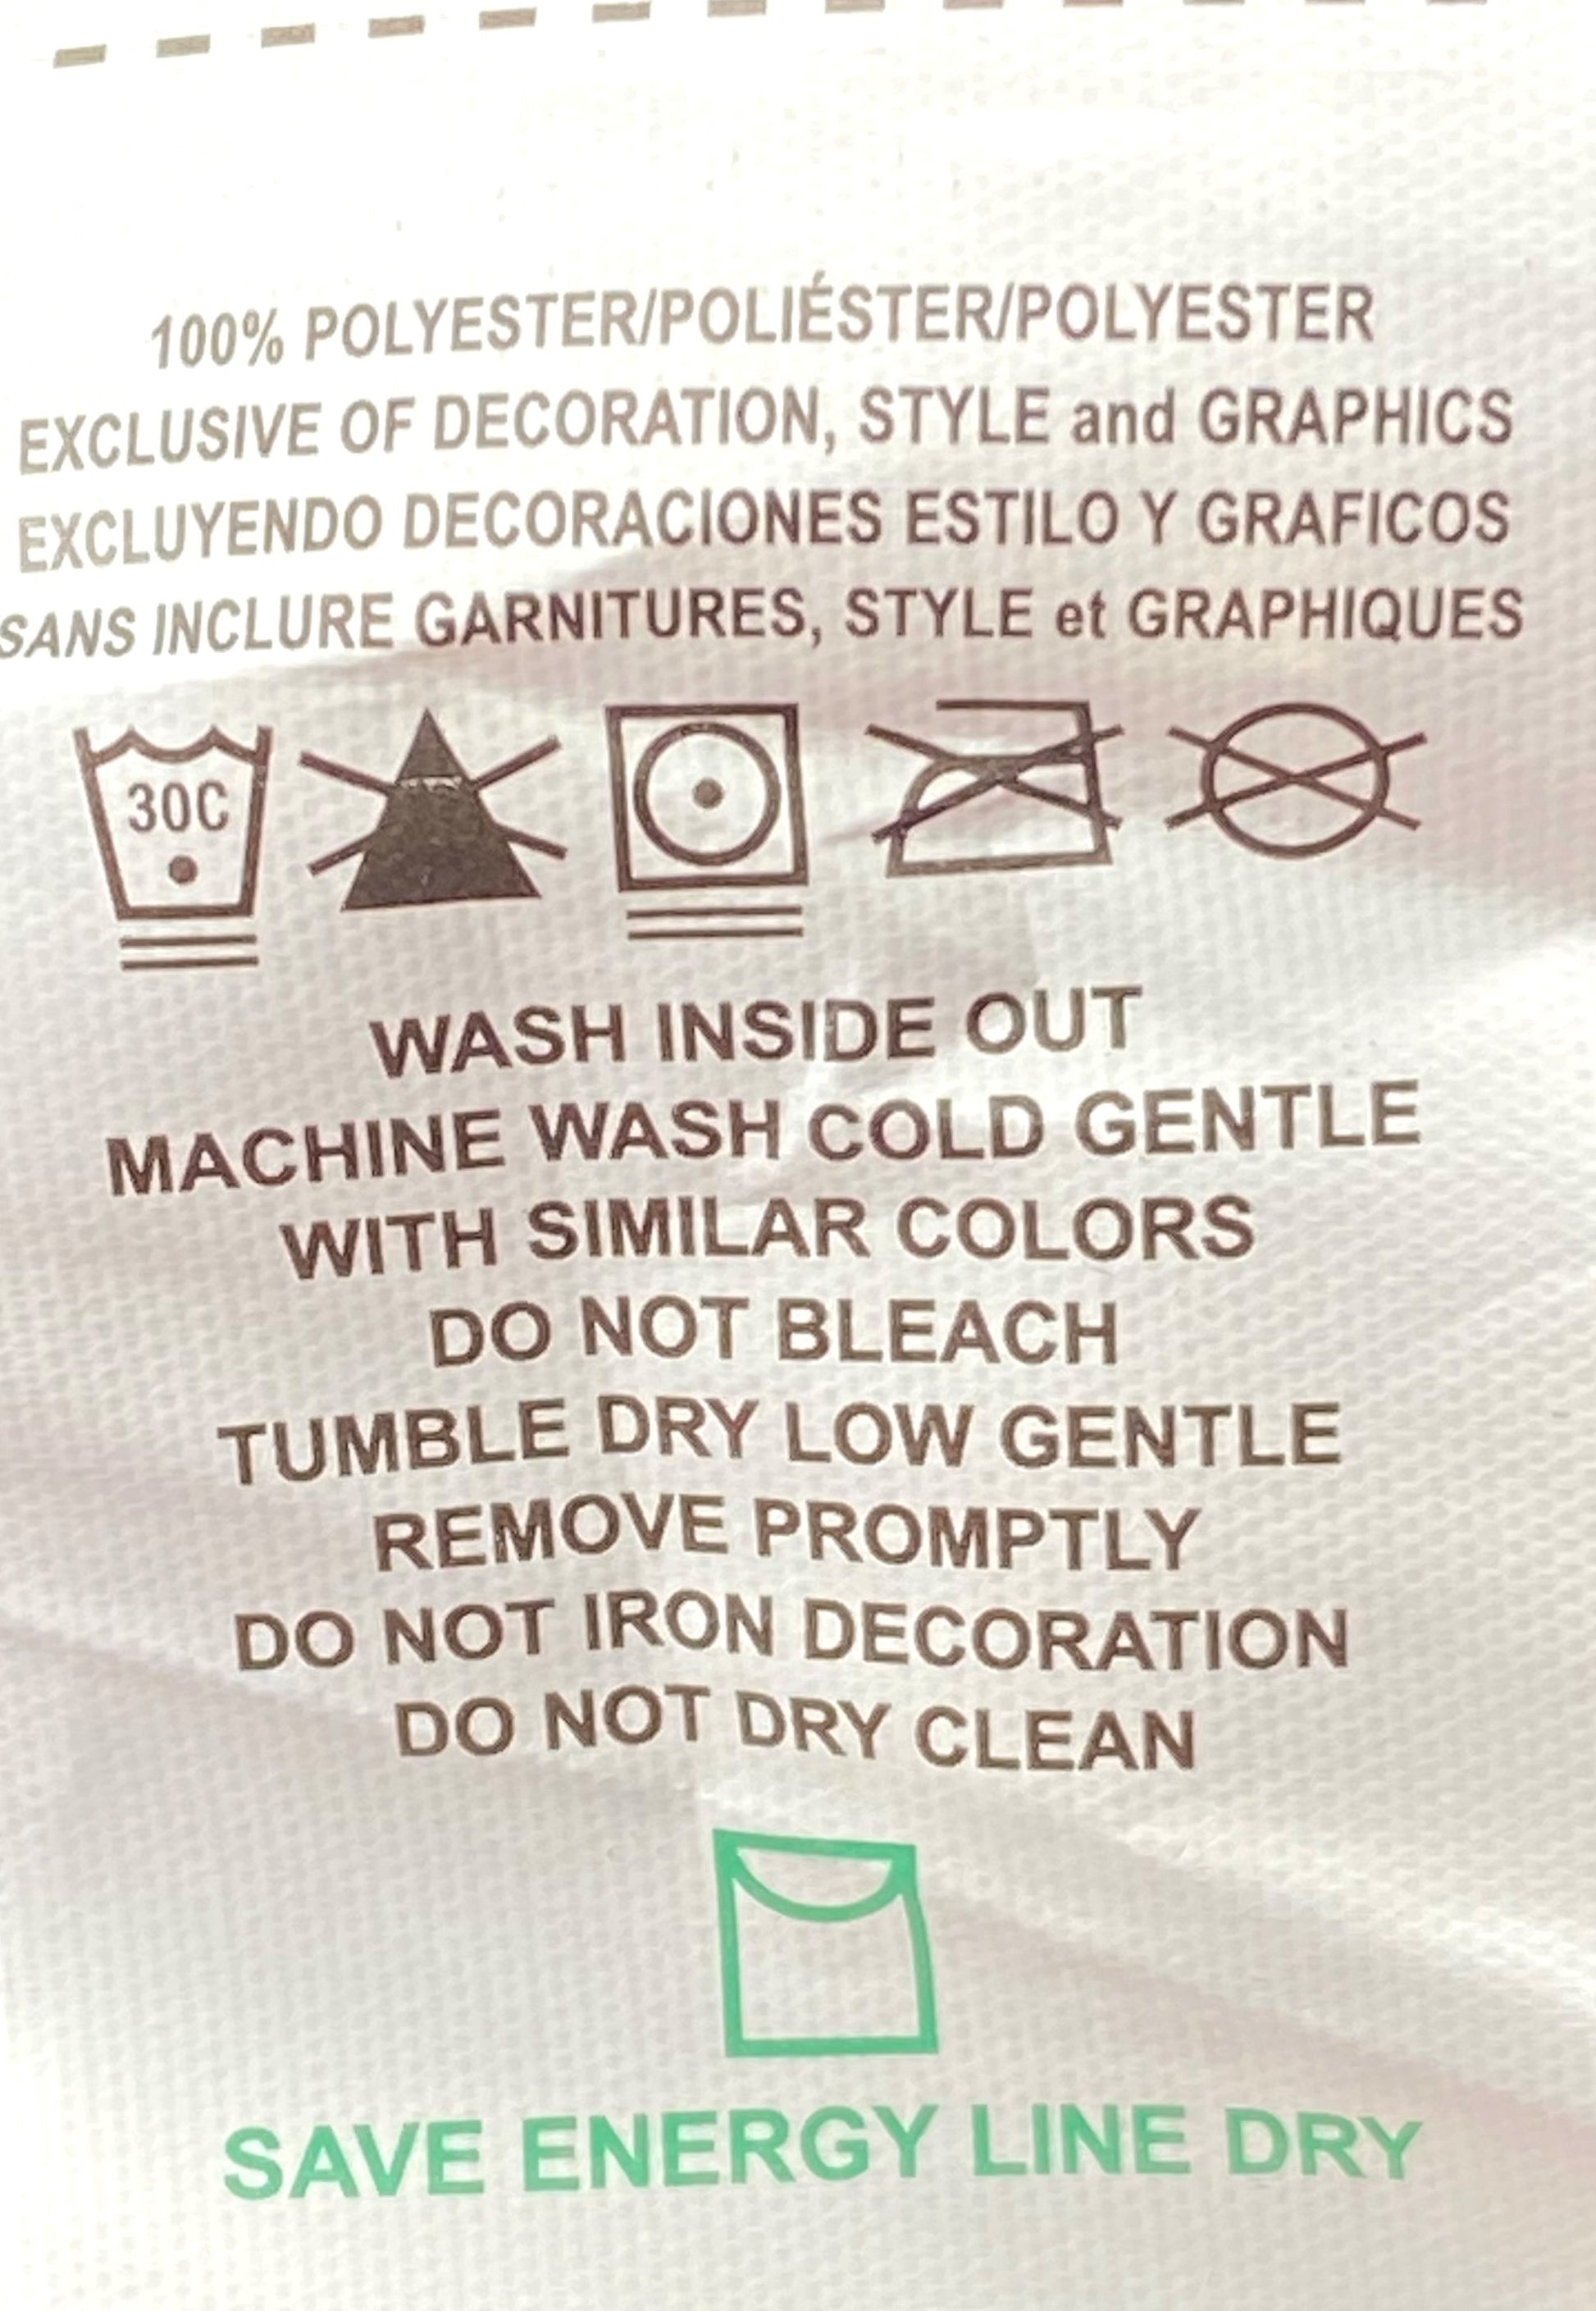 100% POLYESTER/POLIÉSTER/POLYESTER
EXCLUSIVE OF DECORATION, STYLE and GRAPHICS
EXCLUYENDO DECORACIONES ESTILO Y GRAFICOS
SANS INCLURE GARNITURES, STYLE et GRAPHIQUES
30C
WASH INSIDE OUT
MACHINE WASH COLD GENTLE
WITH SIMILAR COLORS
DO NOT BLEACH
TUMBLE DRY LOW GENTLE
REMOVE PROMPTLY
DO NOT IRON DECORATION
DO NOT DRY CLEAN
SAVE ENERGY LINE DRY